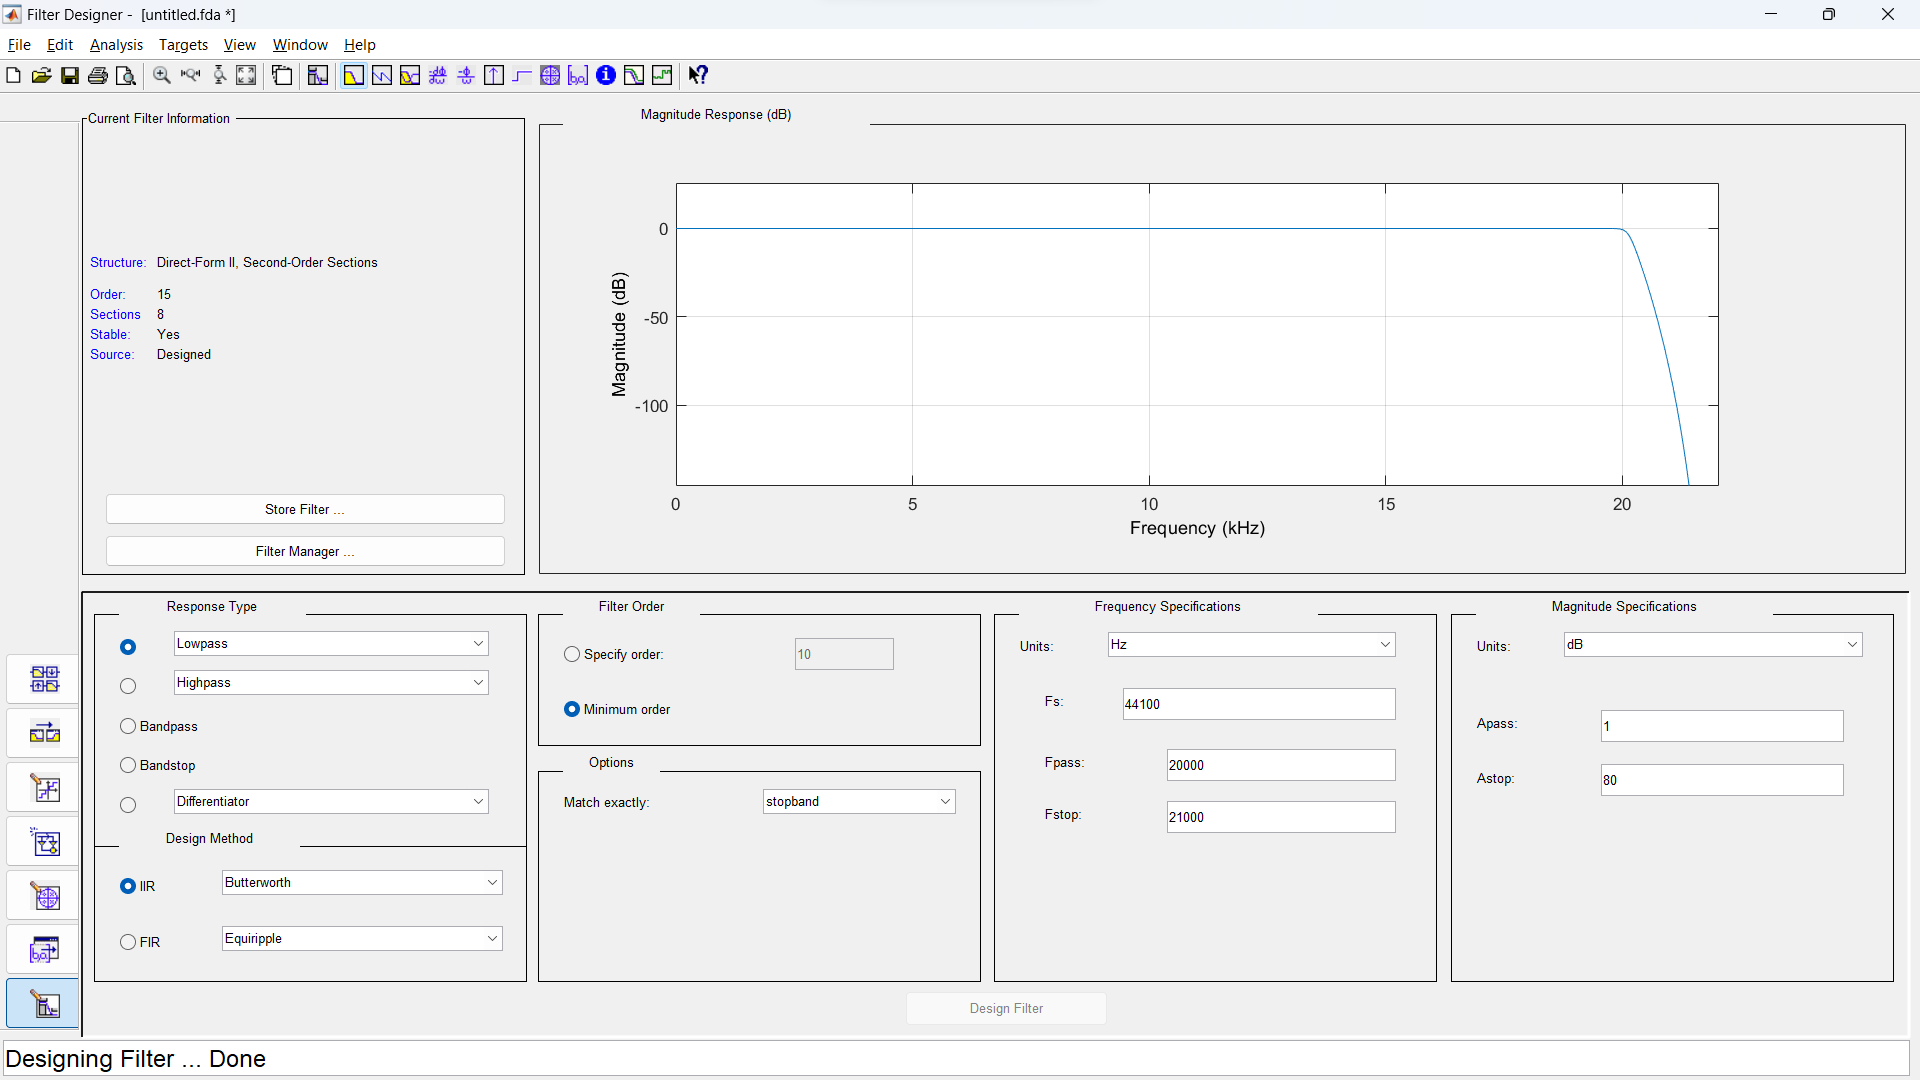 Filter Designer -  [untitled.fda *]
File Edit Analysis Targets View Window Help
Current Filter Information
Structure: Direct-Form II, Second-Order Sections
Order: 15
Sections 8
Stable: Yes
Source: Designed
Store Filter ...
Filter Manager ...
Magnitude Response (dB)
Magnitude (dB)
0
-50
-100
0 5 10 15 20
Frequency (kHz)
Response Type
Lowpass
Highpass
Bandpass
Bandstop
Differentiator
Design Method
IIR Butterworth
FIR Equiripple
Filter Order
Specify order: 10
Minimum order
Options
Match exactly: stopband
Frequency Specifications
Units: Hz
Fs: 44100
Fpass: 20000
Fstop: 21000
Magnitude Specifications
Units: dB
Apass: 1
Astop: 80
Design Filter
Designing Filter ... Done